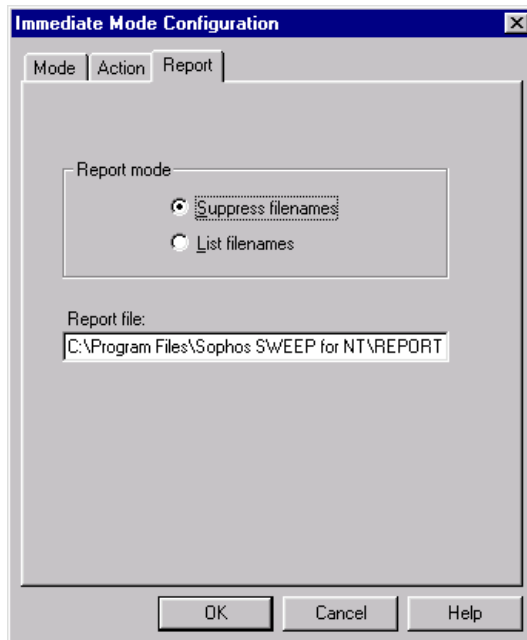 Immediate Mode Configuration
Mode Action Report
Report mode
Suppress filenames
List filenames
Report file:
C:\Program Files\Sophos SWEEP for NT\REPORT
OK Cancel Help